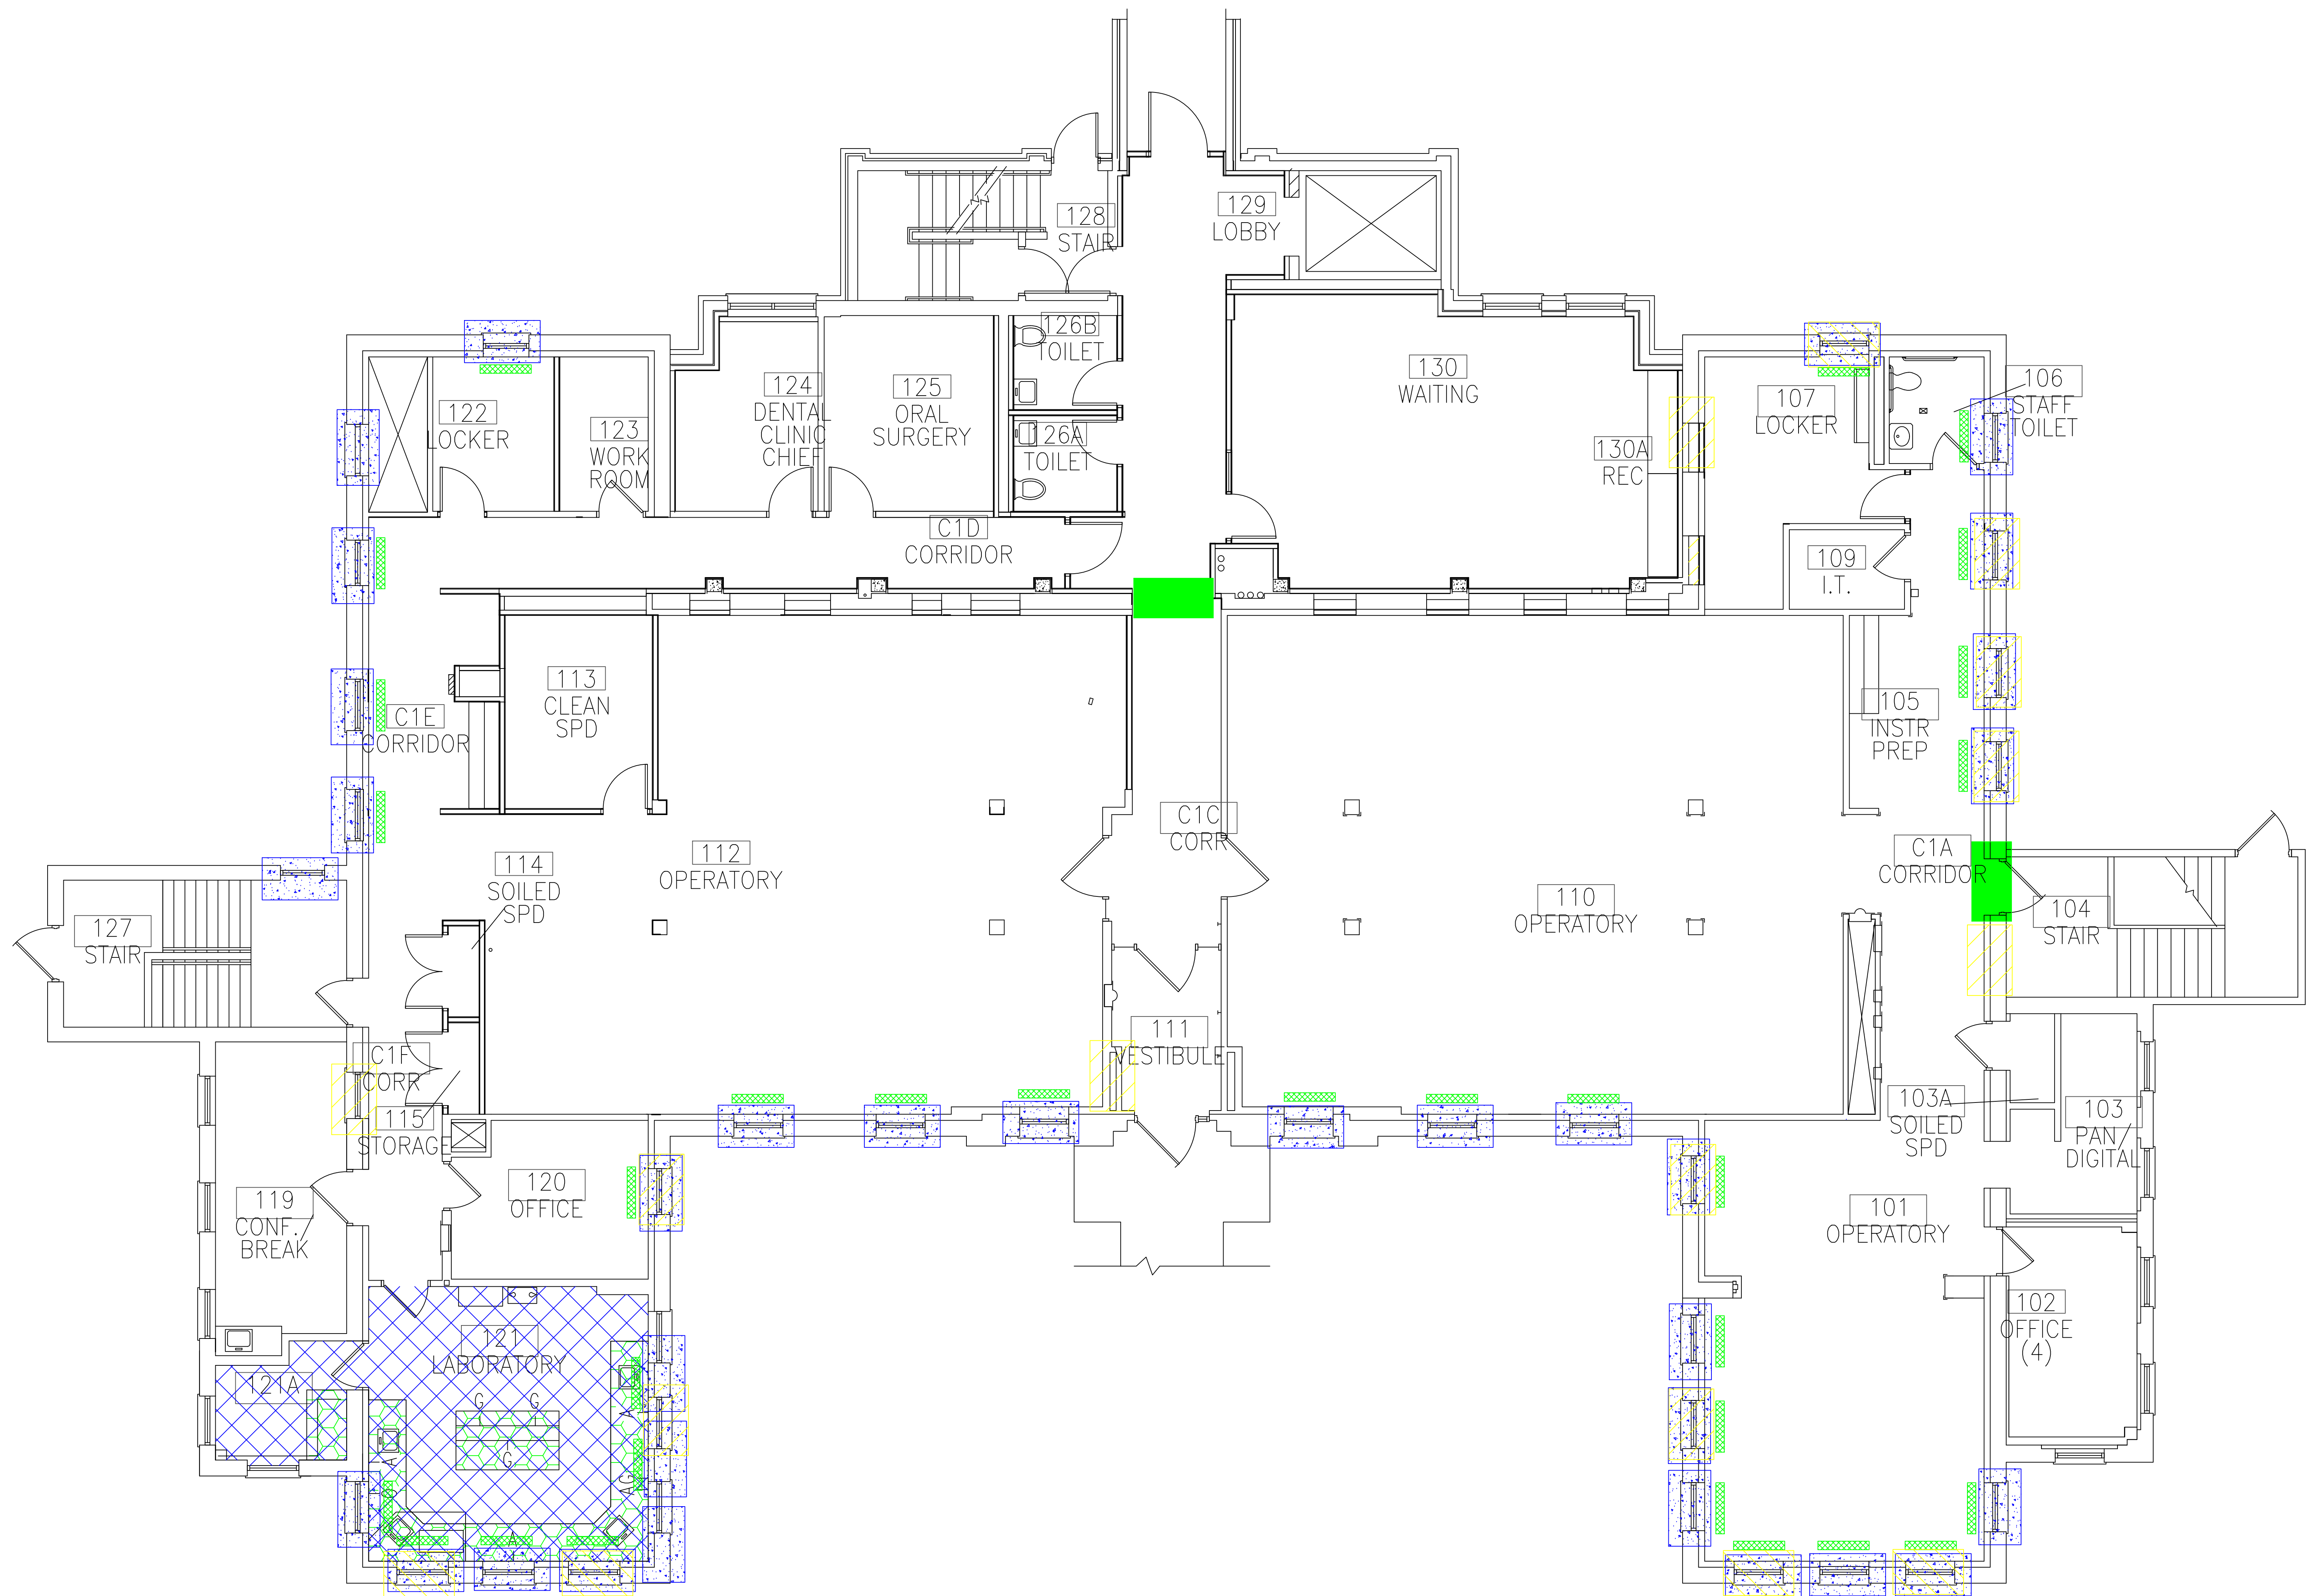 129
LOBBY
128
STAIR
126B
TOILET
130
WAITING
106
STAFF
TOILET
124
DENTAL
CLINIC
CHIEF
125
ORAL
SURGERY
107
LOCKER
122
LOCKER
123
WORK
ROOM
126A
TOILET
130A
REC
C1D
CORRIDOR
109
I.T.
113
CLEAN
SPD
C1E
CORRIDOR
105
INSTR
PREP
C1C
CORR
112
OPERATORY
C1A
CORRIDOR
114
SOILED
SPD
110
OPERATORY
104
STAIR
127
STAIR
111
VESTIBULE
C1F
CORR
115
STORAGE
103A
SOILED
SPD
103
PAN
DIGITAL
120
OFFICE
119
CONF.
BREAK
101
OPERATORY
102
OFFICE
(4)
121
LABORATORY
121A
G
G
G
A
A
AG
A